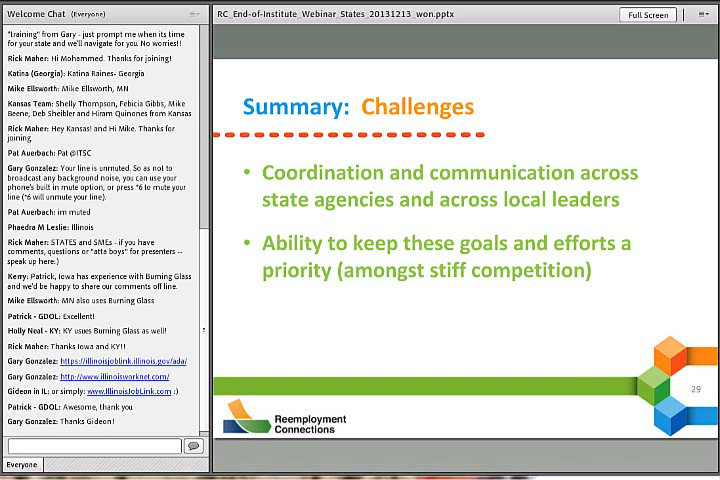 Welcome Chat (Everyone)
"training" from Gary - just prompt me when its time
for your state and we'll navigate for you. No worries!!
Rick Maher: Hi Mohammed. Thanks for joining!
Katina (Georgia): Katina Raines- Georgia
Mike Ellsworth: Mike Ellsworth, MN
Kansas Team: Shelly Thompson, Febicia Gibbs, Mike
Beene, Deb Sheibler and Hiram Quinones from Kansas
Rick Maher: Hey Kansas! and Hi Mike. Thanks for
joining.
Pat Auerbach: Pat @ITSC
Gary Gonzalez: Your line is unmuted. So as not to
broadcast any background noise, you can use your
phone's built in mute option, or press *6 to mute your
line (*6 will unmute your line).
Pat Auerbach: im muted
Phaedra M Leslie: Illinois
Rick Maher: STATES and SMEs - if you have
comments, questions or "atta boys" for presenters --
speak up here:)
Kerry: Patrick, Iowa has experience with Burning Glass
and we'd be happy to share our comments off line.
Mike Ellsworth: MN also uses Burning Glass
Patrick - GDOL: Excellent!
Holly Neal - KY: KY usues Burning Glass as well!
Rick Maher: Thanks Iowa and KY!!
Gary Gonzalez: https://illinoisjoblink.illinois.gov/ada/
Gary Gonzalez: http://www.illinoisworknet.com/
Gideon in IL: or simply: www.IllinoisJobLink.com :)
Patrick - GDOL: Awesome, thank you
Gary Gonzalez: Thanks Gideon!
Everyone
RC_End-of-Institute_Webinar_States_20131213_won.pptx
Full Screen
Summary: Challenges
• Coordination and communication across
state agencies and across local leaders
• Ability to keep these goals and efforts a
priority (amongst stiff competition)
29
Reemployment
Connections